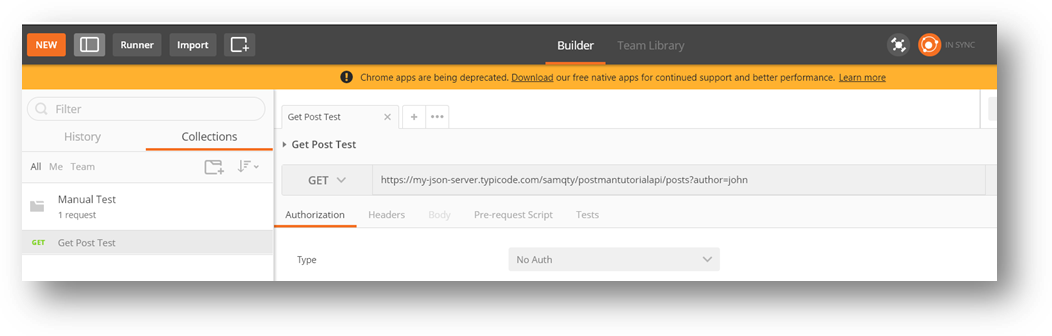 NEW Runner Import Builder Team Library IN SYNC
Chrome apps are being deprecated. Download our free native apps for continued support and better performance. Learn more
Filter
History Collections
All Me Team
Manual Test
1 request
GET Get Post Test
Get Post Test
Get Post Test
GET https://my-json-server.typicode.com/samqty/postmantutorialapi/posts?author=john
Authorization Headers Body Pre-request Script Tests
Type No Auth